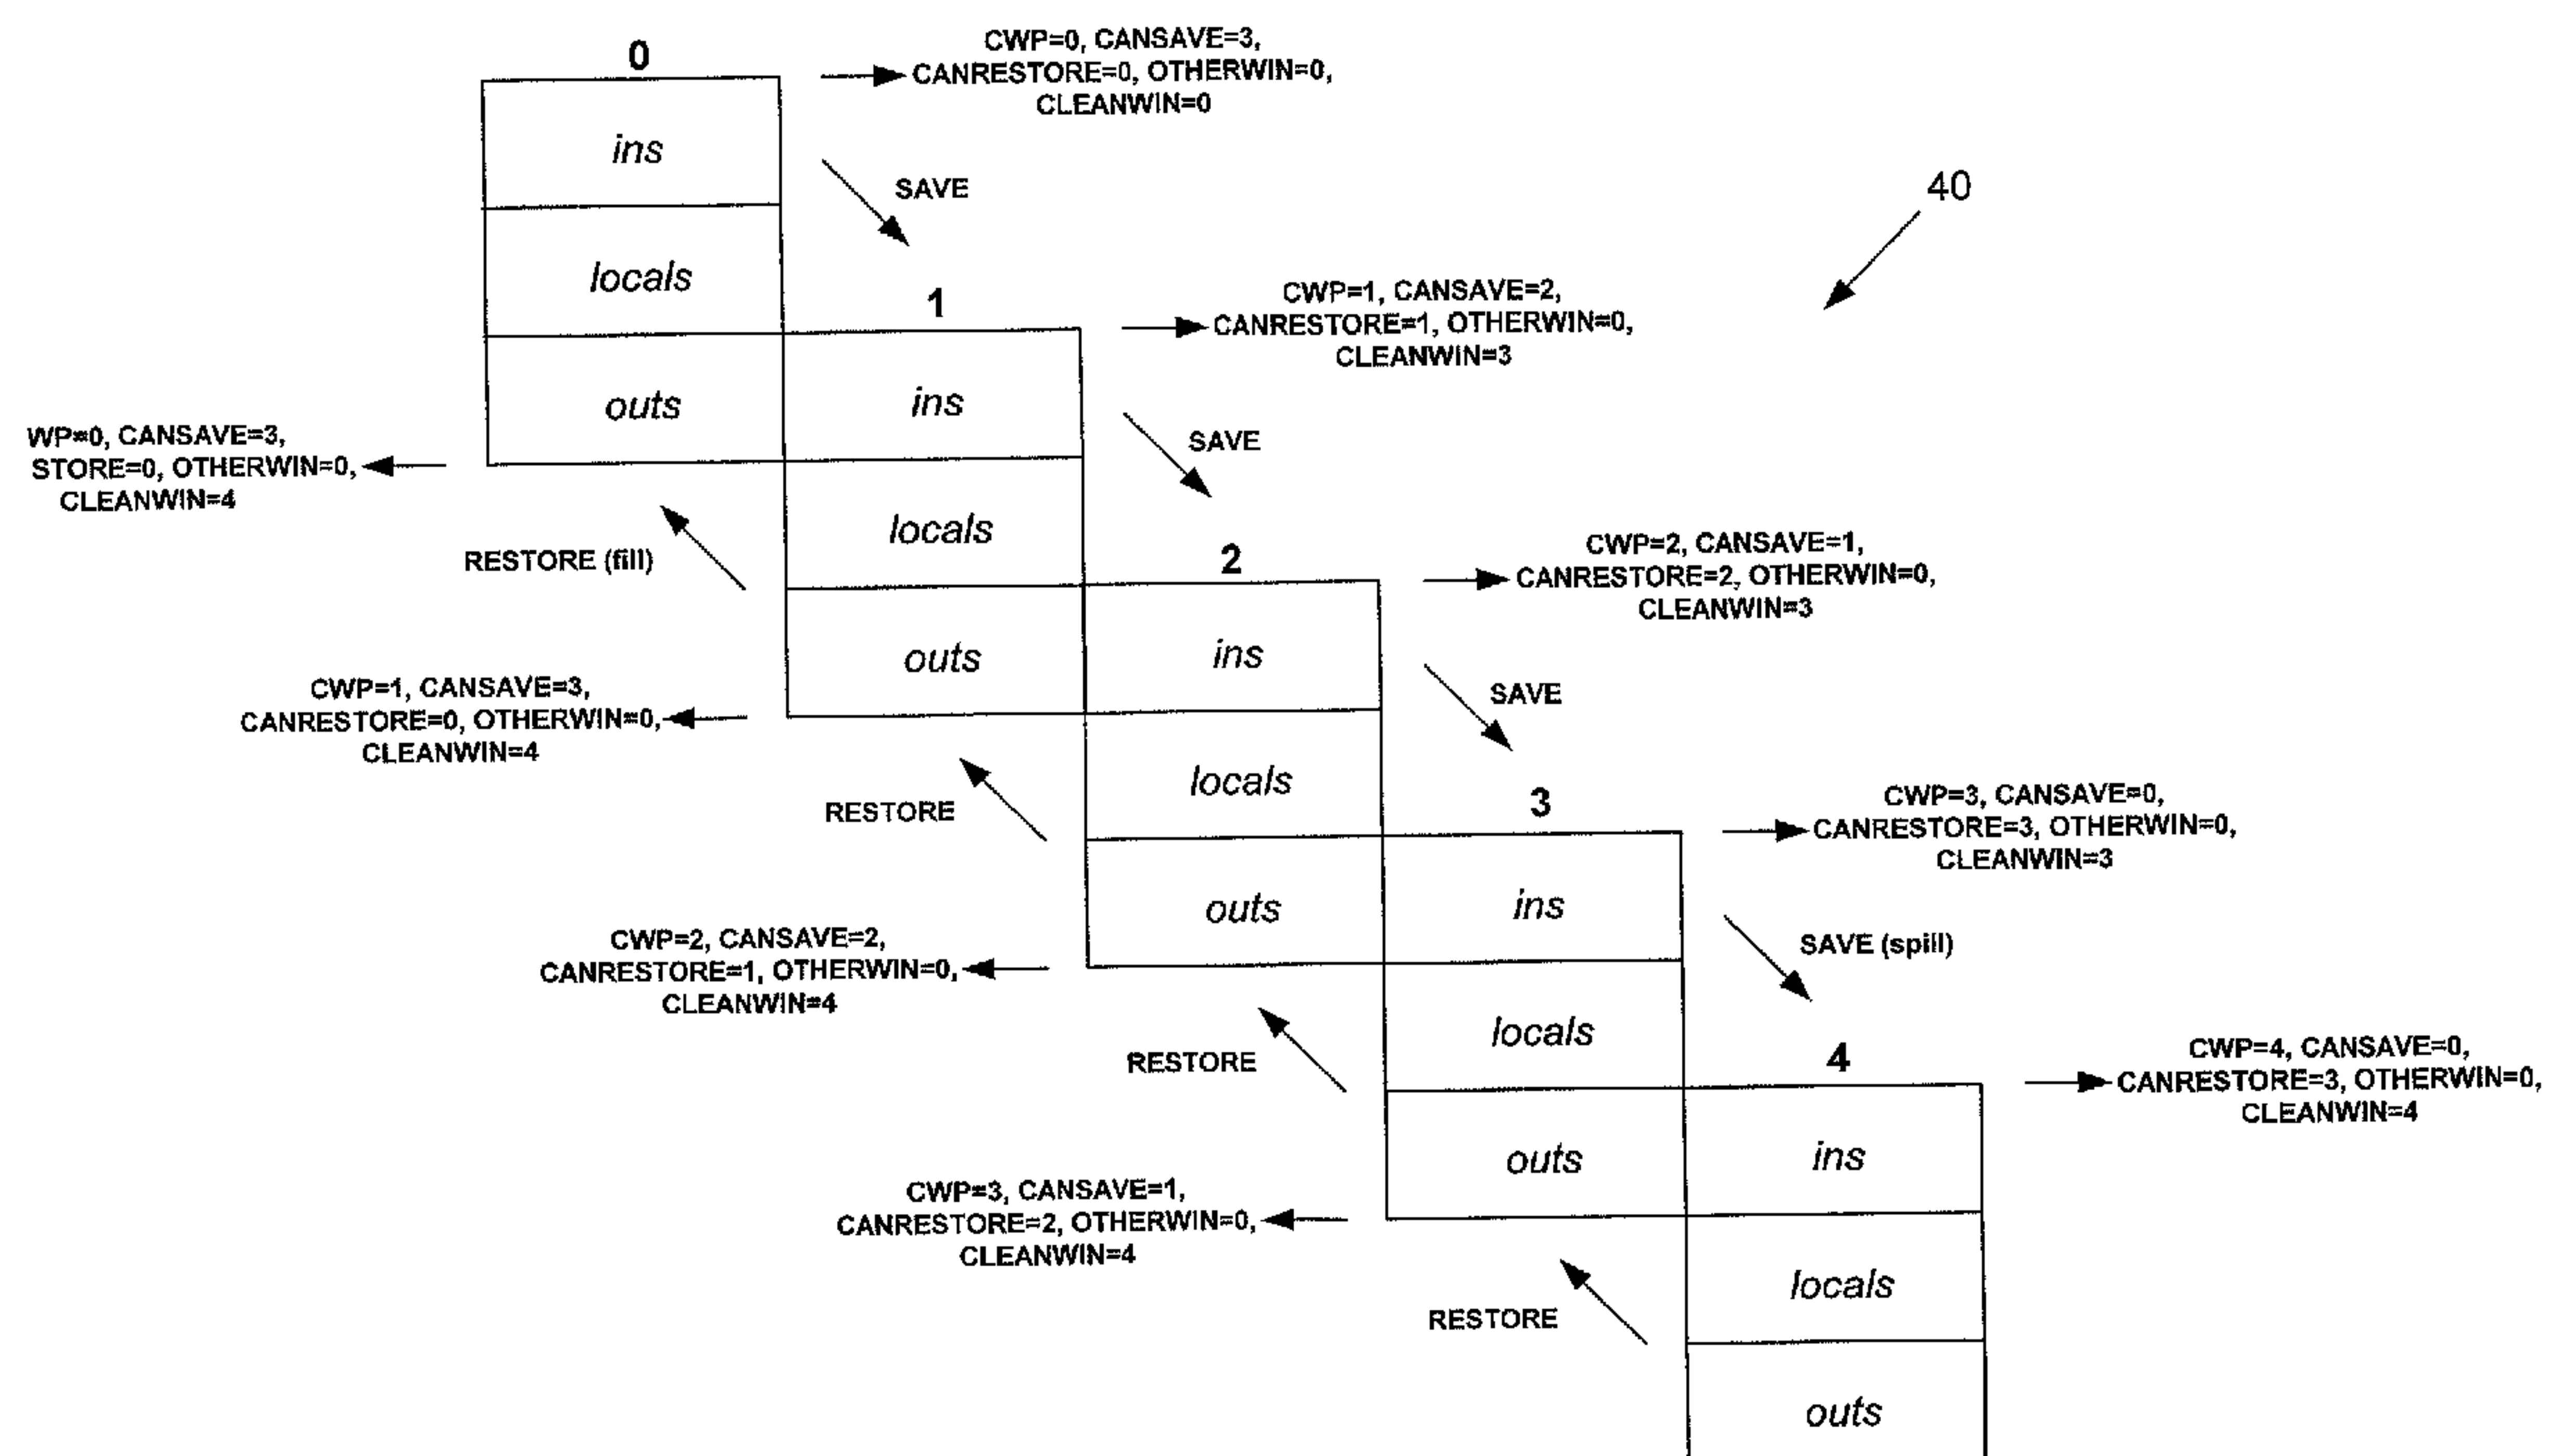 0
CWP=0, CANSAVE=3,
CANRESTORE=0, OTHERWIN=0,
CLEANWIN=0
ins
SAVE
40
locals
1
CWP=1, CANSAVE=2,
CANRESTORE=1, OTHERWIN=0,
CLEANWIN=3
outs
ins
WP=0, CANSAVE=3,
STORE=0, OTHERWIN=0,
CLEANWIN=4
SAVE
locals
RESTORE (fill)
2
CWP=2, CANSAVE=1,
CANRESTORE=2, OTHERWIN=0,
CLEANWIN=3
outs
ins
CWP=1, CANSAVE=3,
CANRESTORE=0, OTHERWIN=0,
CLEANWIN=4
SAVE
locals
RESTORE
3
CWP=3, CANSAVE=0,
CANRESTORE=3, OTHERWIN=0,
CLEANWIN=3
outs
ins
CWP=2, CANSAVE=2,
CANRESTORE=1, OTHERWIN=0,
CLEANWIN=4
SAVE (spill)
locals
RESTORE
4
CWP=4, CANSAVE=0,
CANRESTORE=3, OTHERWIN=0,
CLEANWIN=4
outs
ins
CWP=3, CANSAVE=1,
CANRESTORE=2, OTHERWIN=0,
CLEANWIN=4
locals
RESTORE
outs